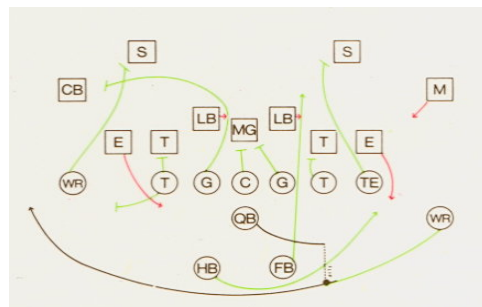 S S
CB M
LB MG LB
E T T E
WR T G C G T TE
QB WR
HB FB